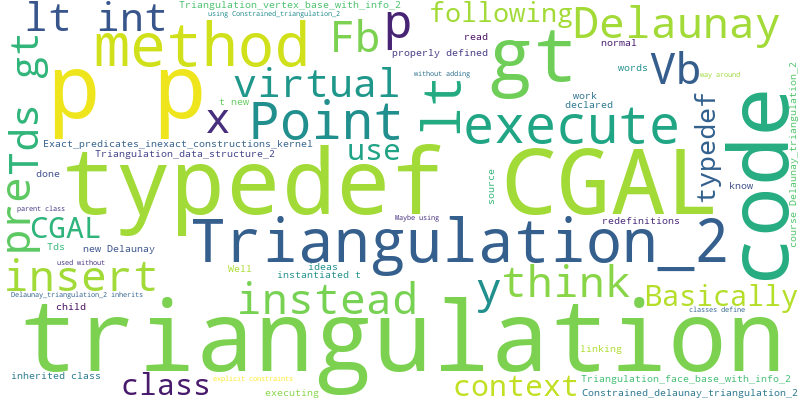 Triangulation_vertex_base_with_info_2
using Constrained_triangulation_2
lt int
p
following
Delaunay
method
Fb
read
normal
properly defined
gt
p p
virtual
without adding
words
Vb
way around
Tds gt
t new
x
Point
lt
execute
work
declared
typedef
code
course Delaunay_triangulation_2
Exact_predicates_inexact_constructions_kernel
Triangulation_data_structure_2
use
typedef CGAL
done
pre
source
know
parent class
CGAL
Tds
new Delaunay
Maybe using
redefinitions
Triangulation_2
used without
Well
ideas
instantiated t
insert
instead
y
think
Basically
Delaunay_triangulation_2 inherits
child
classes define
triangulation
linking
inherited class
class
explicit constraints
executing
context
Triangulation_face_base_with_info_2
Constrained_delaunay_triangulation_2